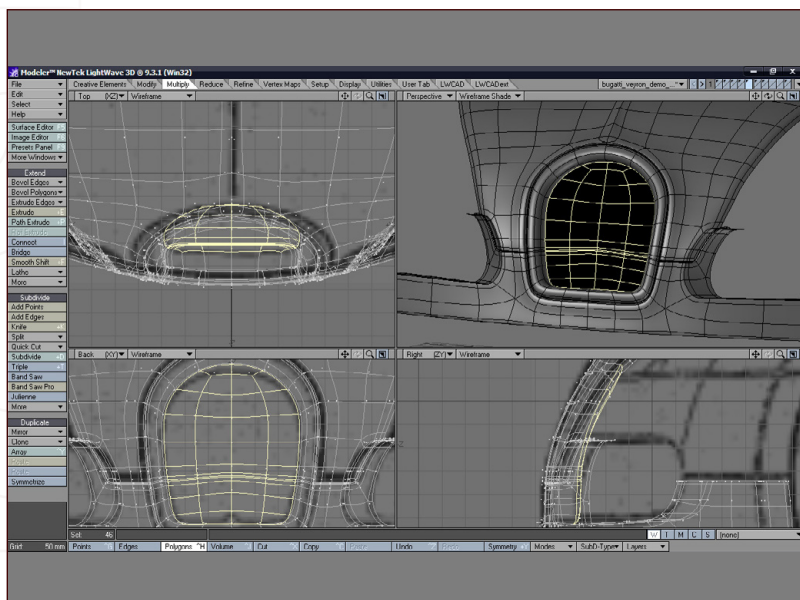 Modeler™ NewTek LightWave 3D ® 9.3.1 (Win32)
File Creative Elements Modify Multiply Reduce Refine Vertex Maps Setup Display Utilities User Tab LWCAD LWCADext bugatti_veyron_demo_...*
Edit Top (XZ) Wireframe Perspective Wireframe Shade
Select
Help
Surface Editor
Image Editor
Presets Panel
More Windows
Extend
Bevel Edges
Bevel Polygons
Extrude Edges
Extrude
Path Extrude
Connect
Bridge
Smooth Shift
Lathe
More
Subdivide
Add Points
Add Edges
Knife
Split
Quick Cut
Back (XY) Wireframe Right (ZY) Wireframe
Subdivide
Triple
Band Saw
Band Saw Pro
Julienne
More
Duplicate
Mirror
Clone
Array
Symmetrize
Sel: 46 W T M C S (none)
Grid: 50 mm Points Edges Polygons ^H Volume Cut Copy Undo Symmetry Modes SubD-Type Layers